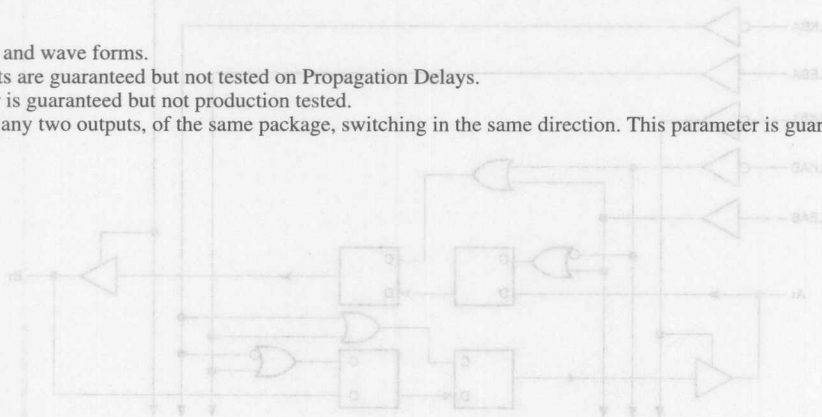 and wave forms.
ts are guaranteed but not tested on Propagation Delays.
is guaranteed but not production tested.
any two outputs, of the same package, switching in the same direction. This parameter is guar